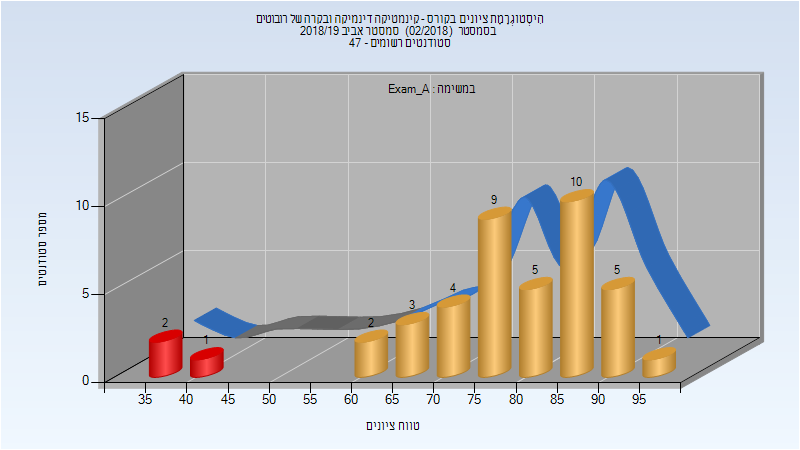 היסטוגרמת ציונים בקורס - קינמטיקה דינמיקה ובקרה של רובוטים
בסמסטר (02/2018) סמסטר אביב 2018/19
סטודנטים רשומים - 47
במשימה : Exam_A
15
10
5
0
מספר סטודנטים
2
1
2
3
4
9
5
10
5
1
35 40 45 50 55 60 65 70 75 80 85 90 95
טווח ציונים